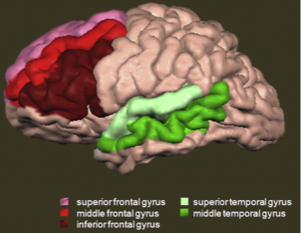 superior frontal gyrus
middle frontal gyrus
inferior frontal gyrus
superior temporal gyrus
middle temporal gyrus